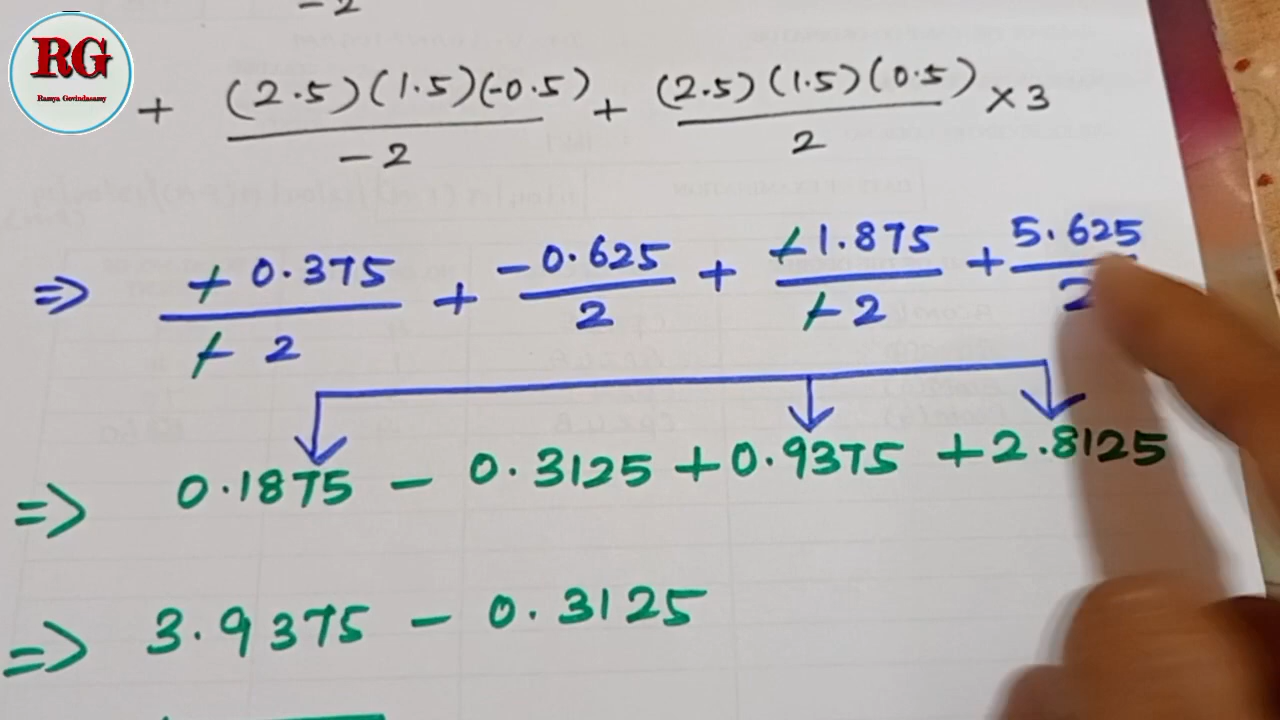 -2
RG
Ramya Govindasamy
+ (2.5)(1.5)(-0.5)/-2 + (2.5)(1.5)(0.5)/2 × 3
⇒ +0.375/-2 + -0.625/2 + +1.875/-2 + 5.625/2
⇒ 0.1875 - 0.3125 + 0.9375 + 2.8125
⇒ 3.9375 - 0.3125